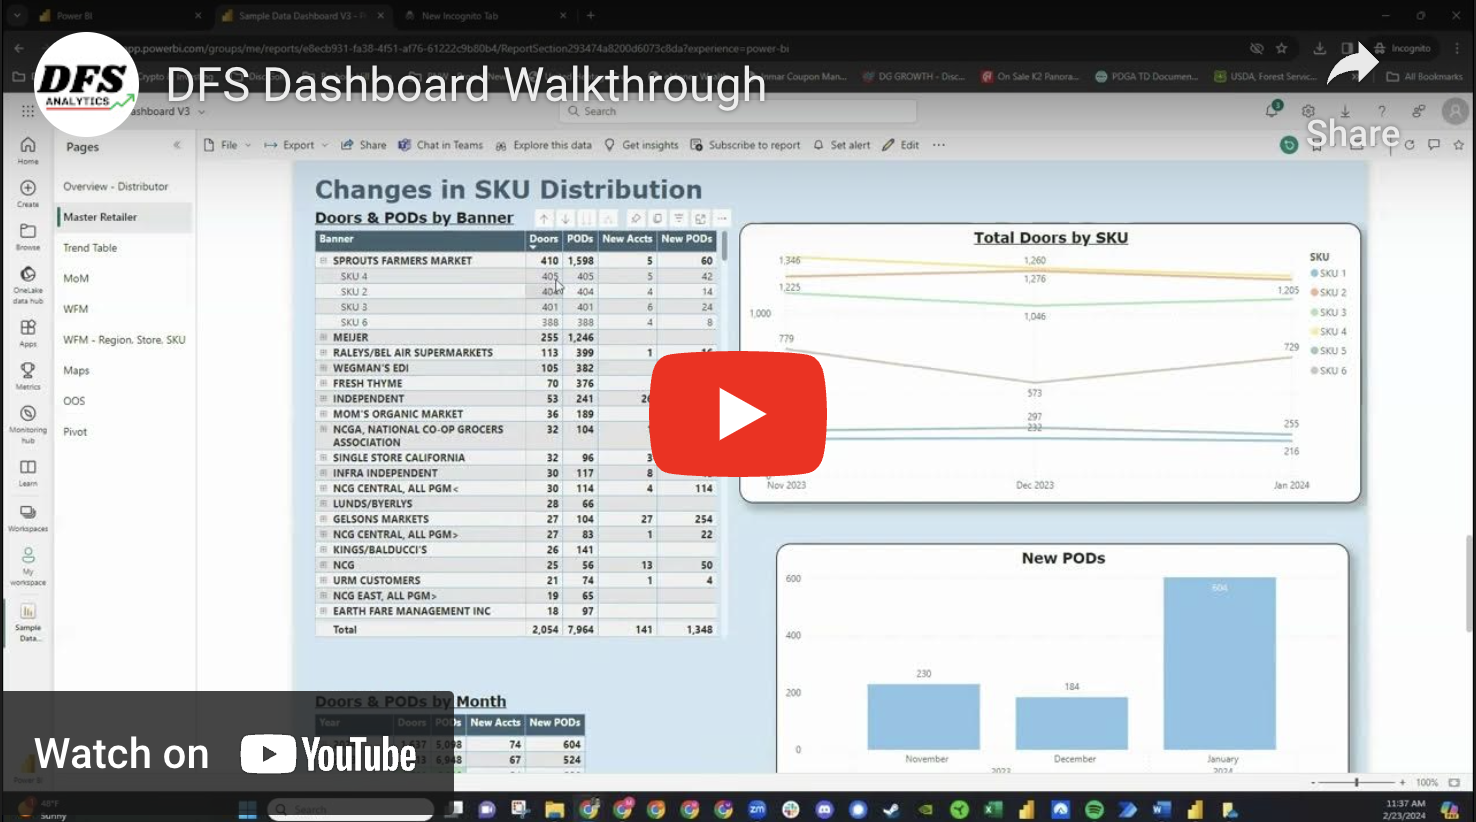 Power BI
Sample Data Dashboard V3 - P
New Incognito Tab
app.powerbi.com/groups/me/reports/e8ecb931-fa38-4f51-af76-61222c9b80b4/ReportSection293474a8200d6073c8da?experience=power-bi
Incognito
DG GROWTH - Disc...
On Sale K2 Panora...
PDGA TD Documen...
USDA, Forest Servic...
All Bookmarks
DFS
ANALYTICS
DFS Dashboard Walkthrough
Share
ashboard V3
Search
3
Pages
File
Export
Share
Chat in Teams
Explore this data
Get insights
Subscribe to report
Set alert
Edit
Home
Create
Browse
OneLake
data hub
Apps
Metrics
Monitoring
hub
Learn
Workspaces
My
workspace
Sample
Data...
Overview - Distributor
Master Retailer
Trend Table
MoM
WFM
WFM - Region, Store, SKU
Maps
OOS
Pivot
Changes in SKU Distribution
Doors & PODs by Banner
Banner Doors PODs New Accts New PODs
SPROUTS FARMERS MARKET 410 1,598 5 60
SKU 4 405 405 5 42
SKU 2 404 404 4 14
SKU 3 401 401 6 24
SKU 6 388 388 4 8
MEIJER 255 1,246
RALEYS/BEL AIR SUPERMARKETS 113 399 1
WEGMAN'S EDI 105 382
FRESH THYME 70 376
INDEPENDENT 53 241
MOM'S ORGANIC MARKET 36 189
NCGA, NATIONAL CO-OP GROCERS
ASSOCIATION 32 104
SINGLE STORE CALIFORNIA 32 96 3
INFRA INDEPENDENT 30 117 8
NCG CENTRAL, ALL PGM< 30 114 4 114
LUNDS/BYERLYS 28 66
GELSONS MARKETS 27 104 27 254
NCG CENTRAL, ALL PGM> 27 83 1 22
KINGS/BALDUCCI'S 26 141
NCG 25 56 13 50
URM CUSTOMERS 21 74 1 4
NCG EAST, ALL PGM> 19 65
EARTH FARE MANAGEMENT INC 18 97
Total 2,054 7,964 141 1,348
Total Doors by SKU
1,346
1,260
1,276
1,225
1,205
1,000
1,046
779
729
573
297
232
255
216
Nov 2023
Dec 2023
Jan 2024
SKU
SKU 1
SKU 2
SKU 3
SKU 4
SKU 5
SKU 6
New PODs
600
400
200
0
230
184
604
November
December
January
2023
2024
Doors & PODs by Month
Year Doors PODs New Accts New PODs
5,098 74 604
6,948 67 524
Watch on YouTube
Power BI
100%
48°F
Sunny
Search
11:37 AM
2/23/2024